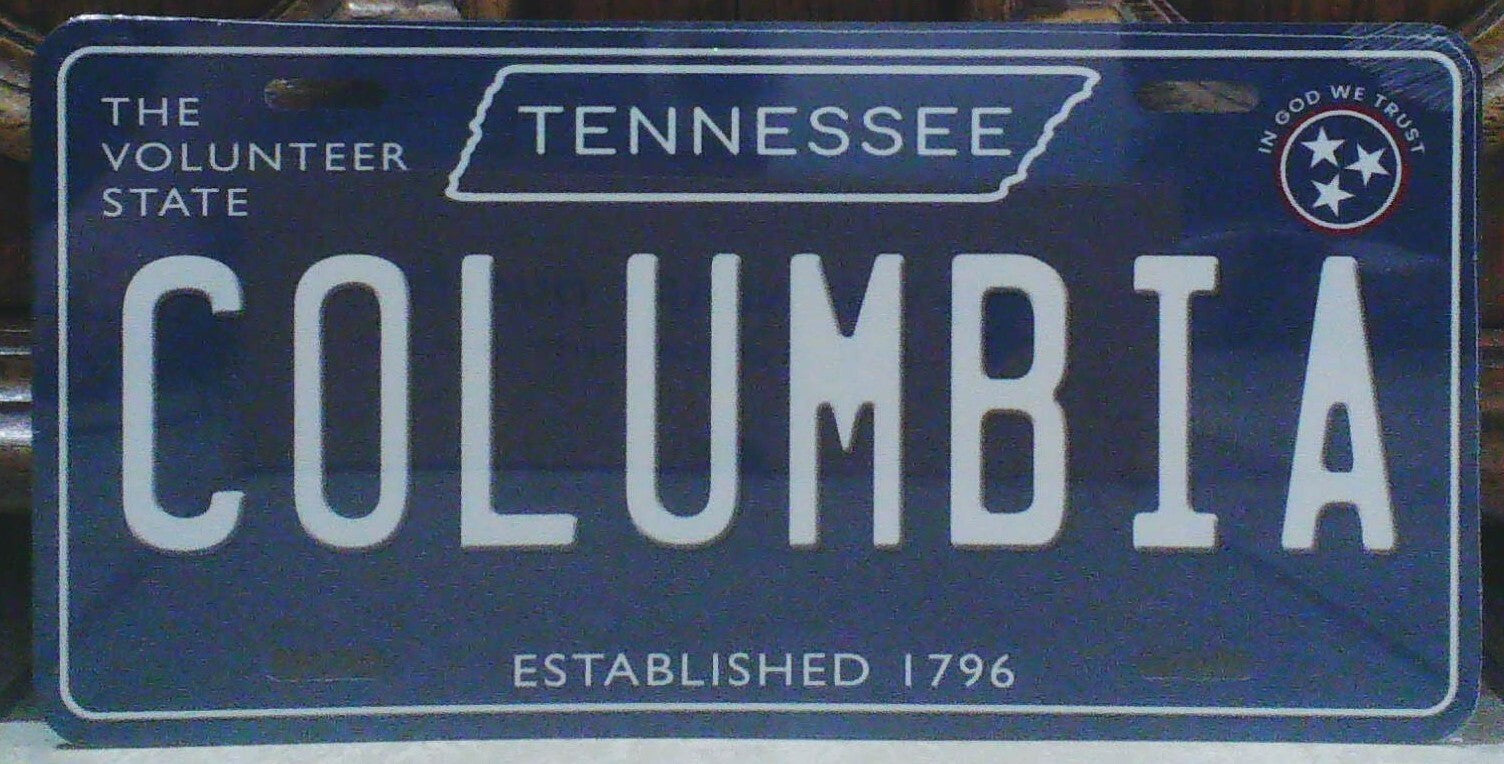 THE
VOLUNTEER
STATE
TENNESSEE
IN GOD WE TRUST
COLUMBIA
ESTABLISHED 1796